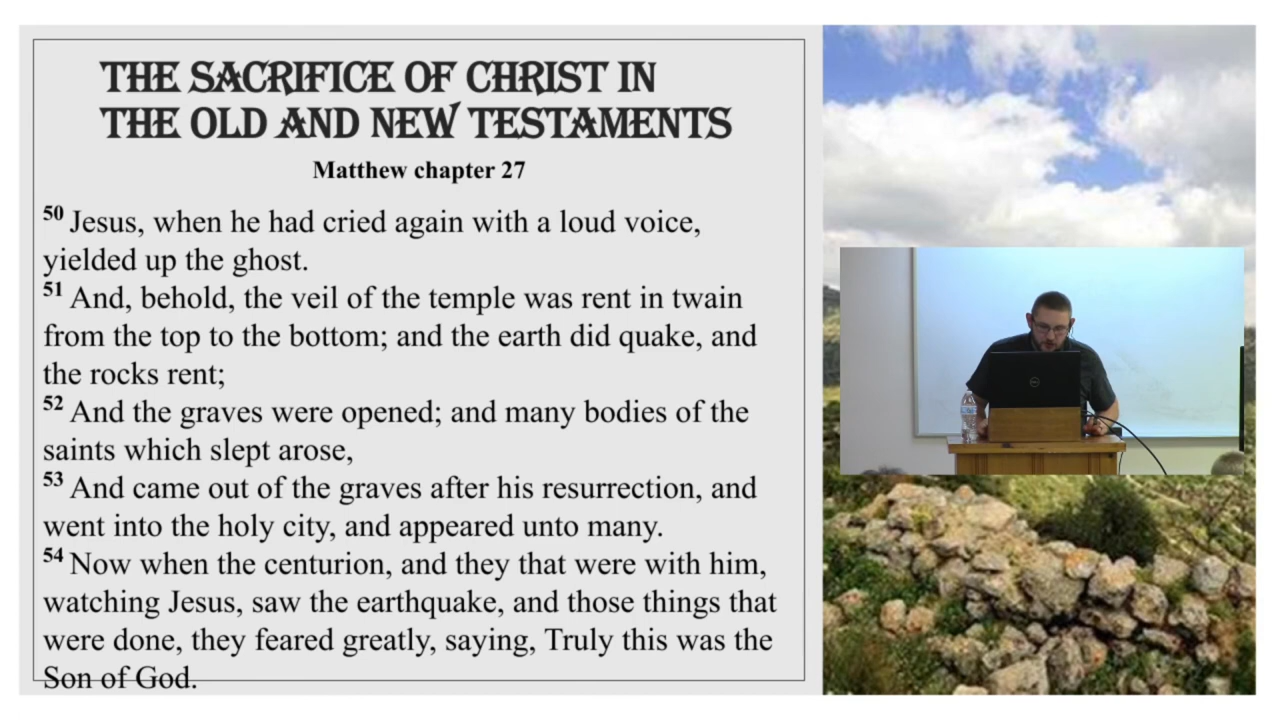 THE SACRIFICE OF CHRIST IN
THE OLD AND NEW TESTAMENTS
Matthew chapter 27
50 Jesus, when he had cried again with a loud voice,
yielded up the ghost.
51 And, behold, the veil of the temple was rent in twain
from the top to the bottom; and the earth did quake, and
the rocks rent;
52 And the graves were opened; and many bodies of the
saints which slept arose,
53 And came out of the graves after his resurrection, and
went into the holy city, and appeared unto many.
54 Now when the centurion, and they that were with him,
watching Jesus, saw the earthquake, and those things that
were done, they feared greatly, saying, Truly this was the
Son of God.